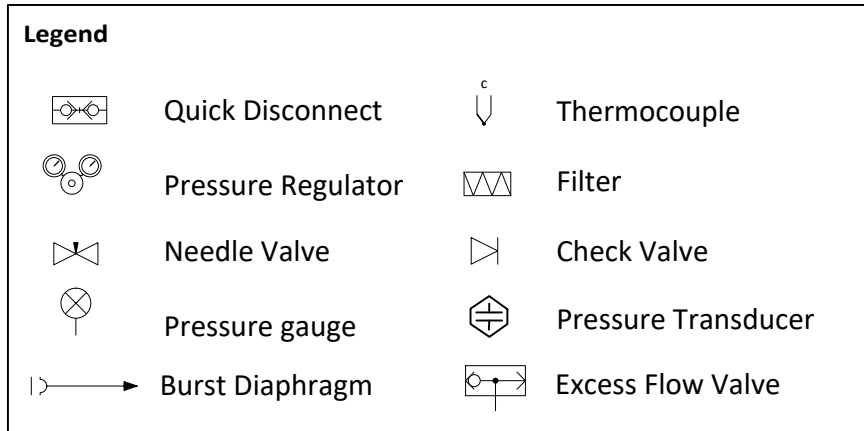 Legend
Quick Disconnect
Pressure Regulator
Needle Valve
Pressure gauge
Burst Diaphragm
C
Thermocouple
Filter
Check Valve
Pressure Transducer
Excess Flow Valve